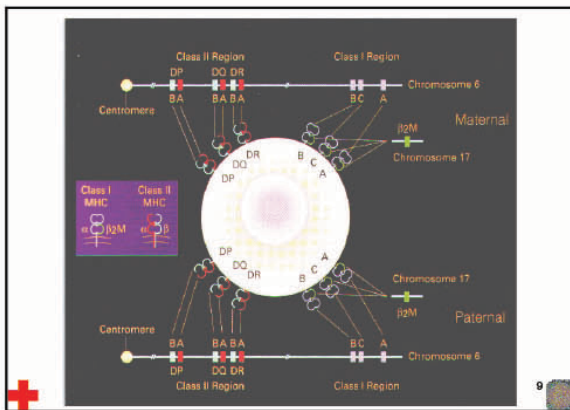 Class II Region Class I Region
DP DQ DR
Chromosome 6
B A B A B A B C A
Centromere
β2M
Maternal
Chromosome 17
DR B
DQ C
DP A
Class I MHC Class II MHC
α β2M α β
DP A
DQ C
DR B
Chromosome 17
β2M
Paternal
Centromere
B A B A B A B C A
Chromosome 6
DP DQ DR
Class II Region Class I Region
9